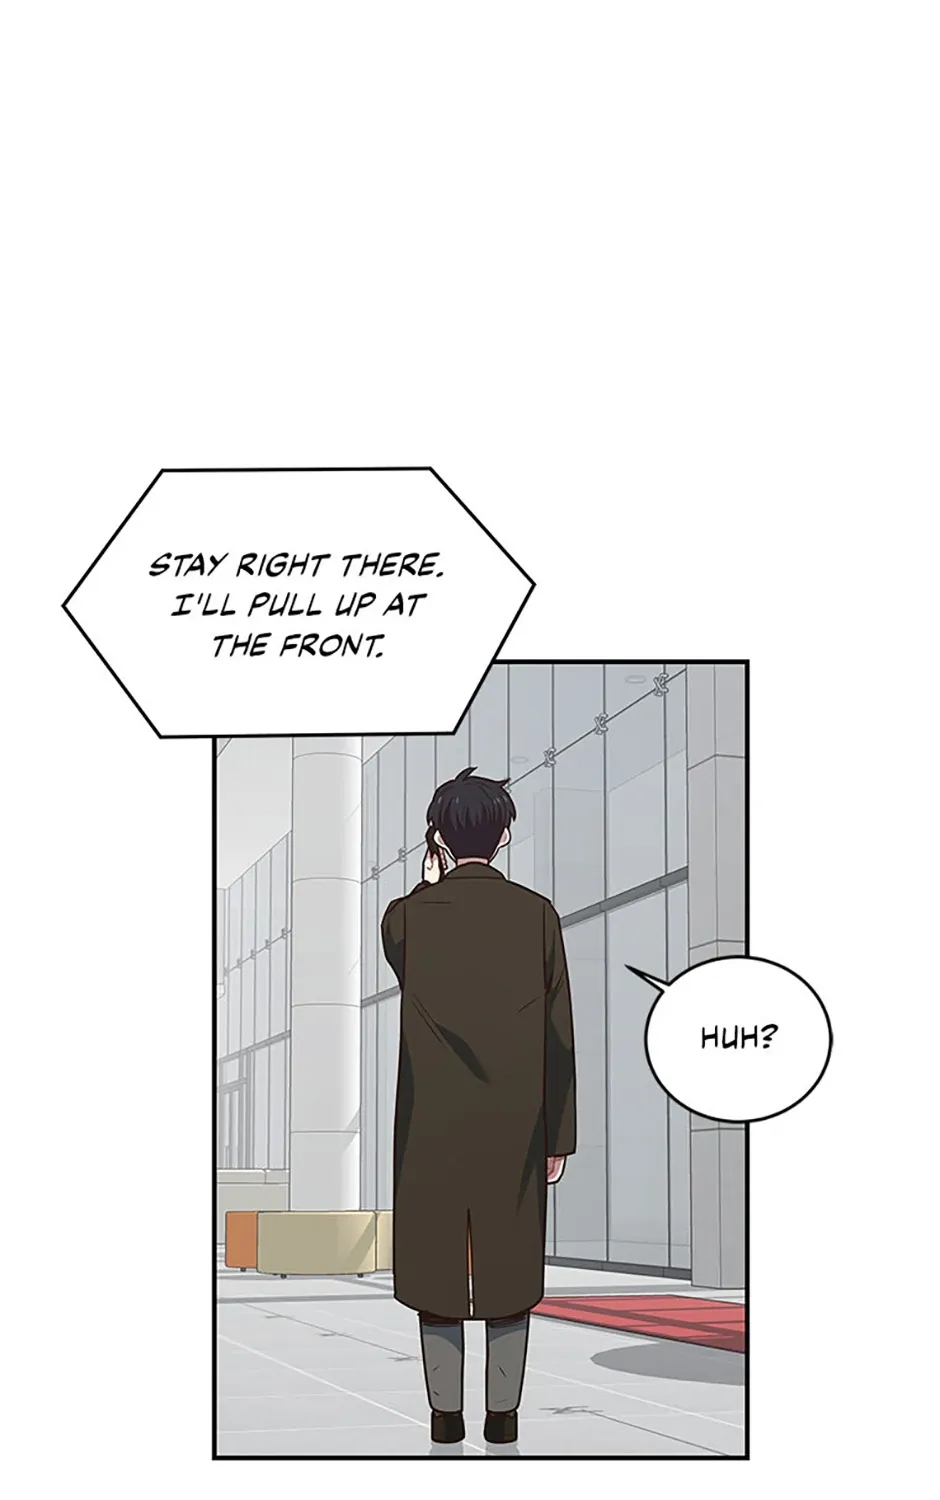 STAY RIGHT THERE.
I'LL PULL UP AT
THE FRONT.
HUH?